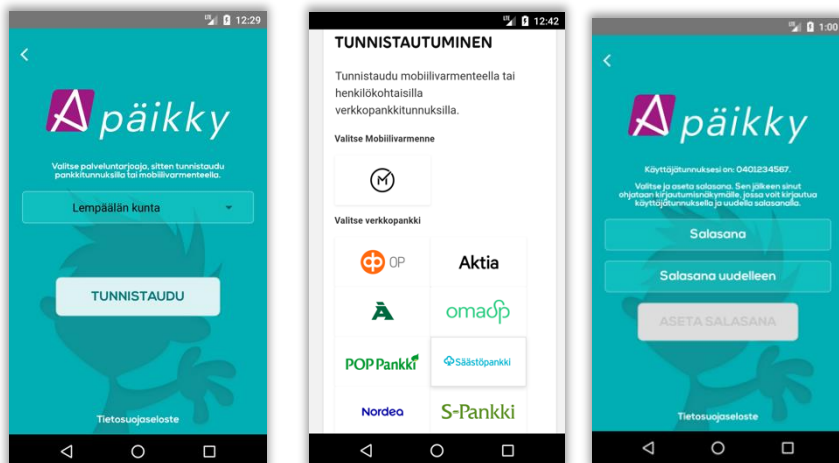 12:29
A päikky
Valitse palveluntarjoaja, sitten tunnistaudu
pankkitunnuksilla tai mobiilivarmenteella.
Lempäälän kunta
TUNNISTAUDU
Tietosuojaseloste
12:42
TUNNISTAUTUMINEN
Tunnistaudu mobiilivarmenteella tai
henkilökohtaisilla
verkkopankkitunnuksilla.
Valitse Mobiilivarmenne
M
Valitse verkkopankki
OP
Aktia
omasp
POP Pankki
Säästöpankki
Nordea
S-Pankki
1:00
A päikky
Käyttäjätunnuksesi on: 0401234567.
Valitse ja aseta salasana. Sen jälkeen sinut
ohjataan kirjautumisnäkymälle, jossa voit kirjautua
käyttäjätunnuksella ja uudella salasanalla.
Salasana
Salasana uudelleen
ASETA SALASANA
Tietosuojaseloste